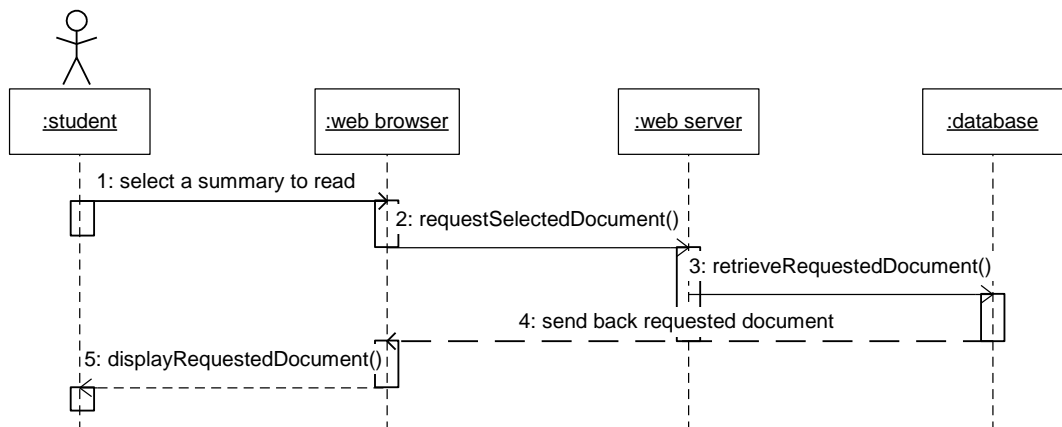 :student
:web browser
:web server
:database
1: select a summary to read
2: requestSelectedDocument()
3: retrieveRequestedDocument()
4: send back requested document
5: displayRequestedDocument()